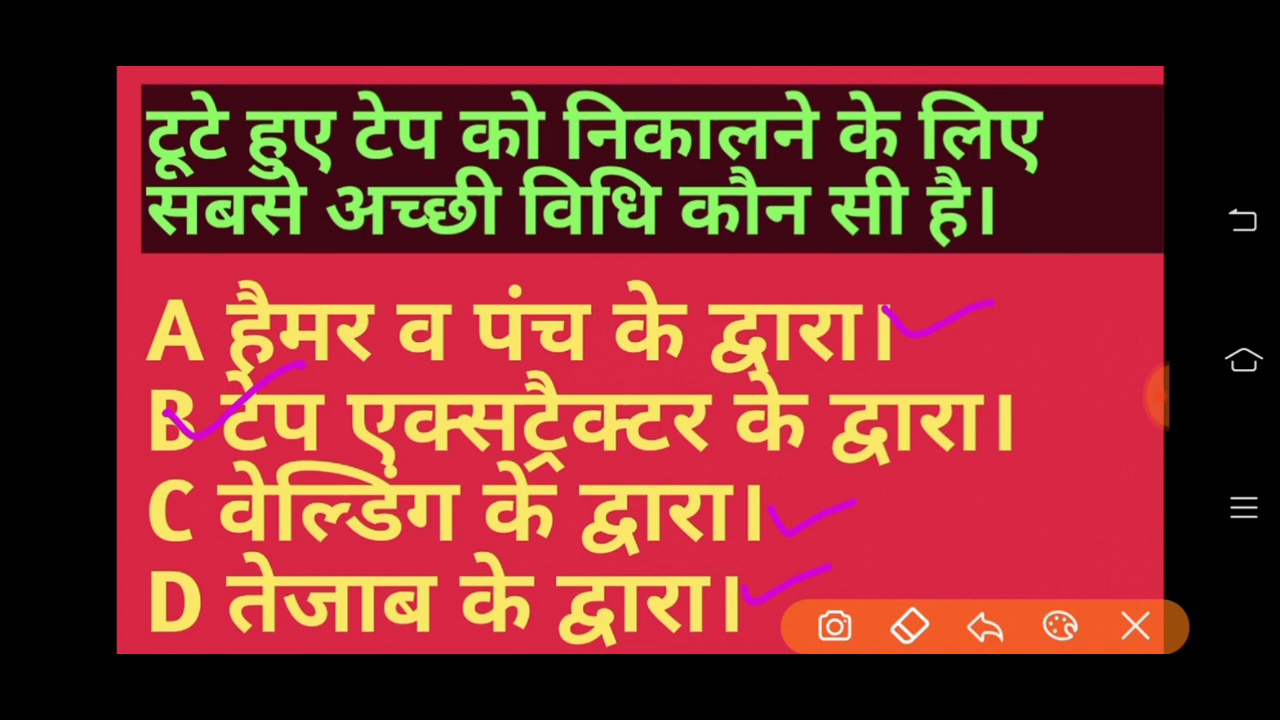 टूटे हुए टेप को निकालने के लिए
सबसे अच्छी विधि कौन सी है।
A हैमर व पंच के द्वारा।
B टेप एक्सट्रैक्टर के द्वारा।
C वेल्डिंग के द्वारा।
D तेजाब के द्वारा।